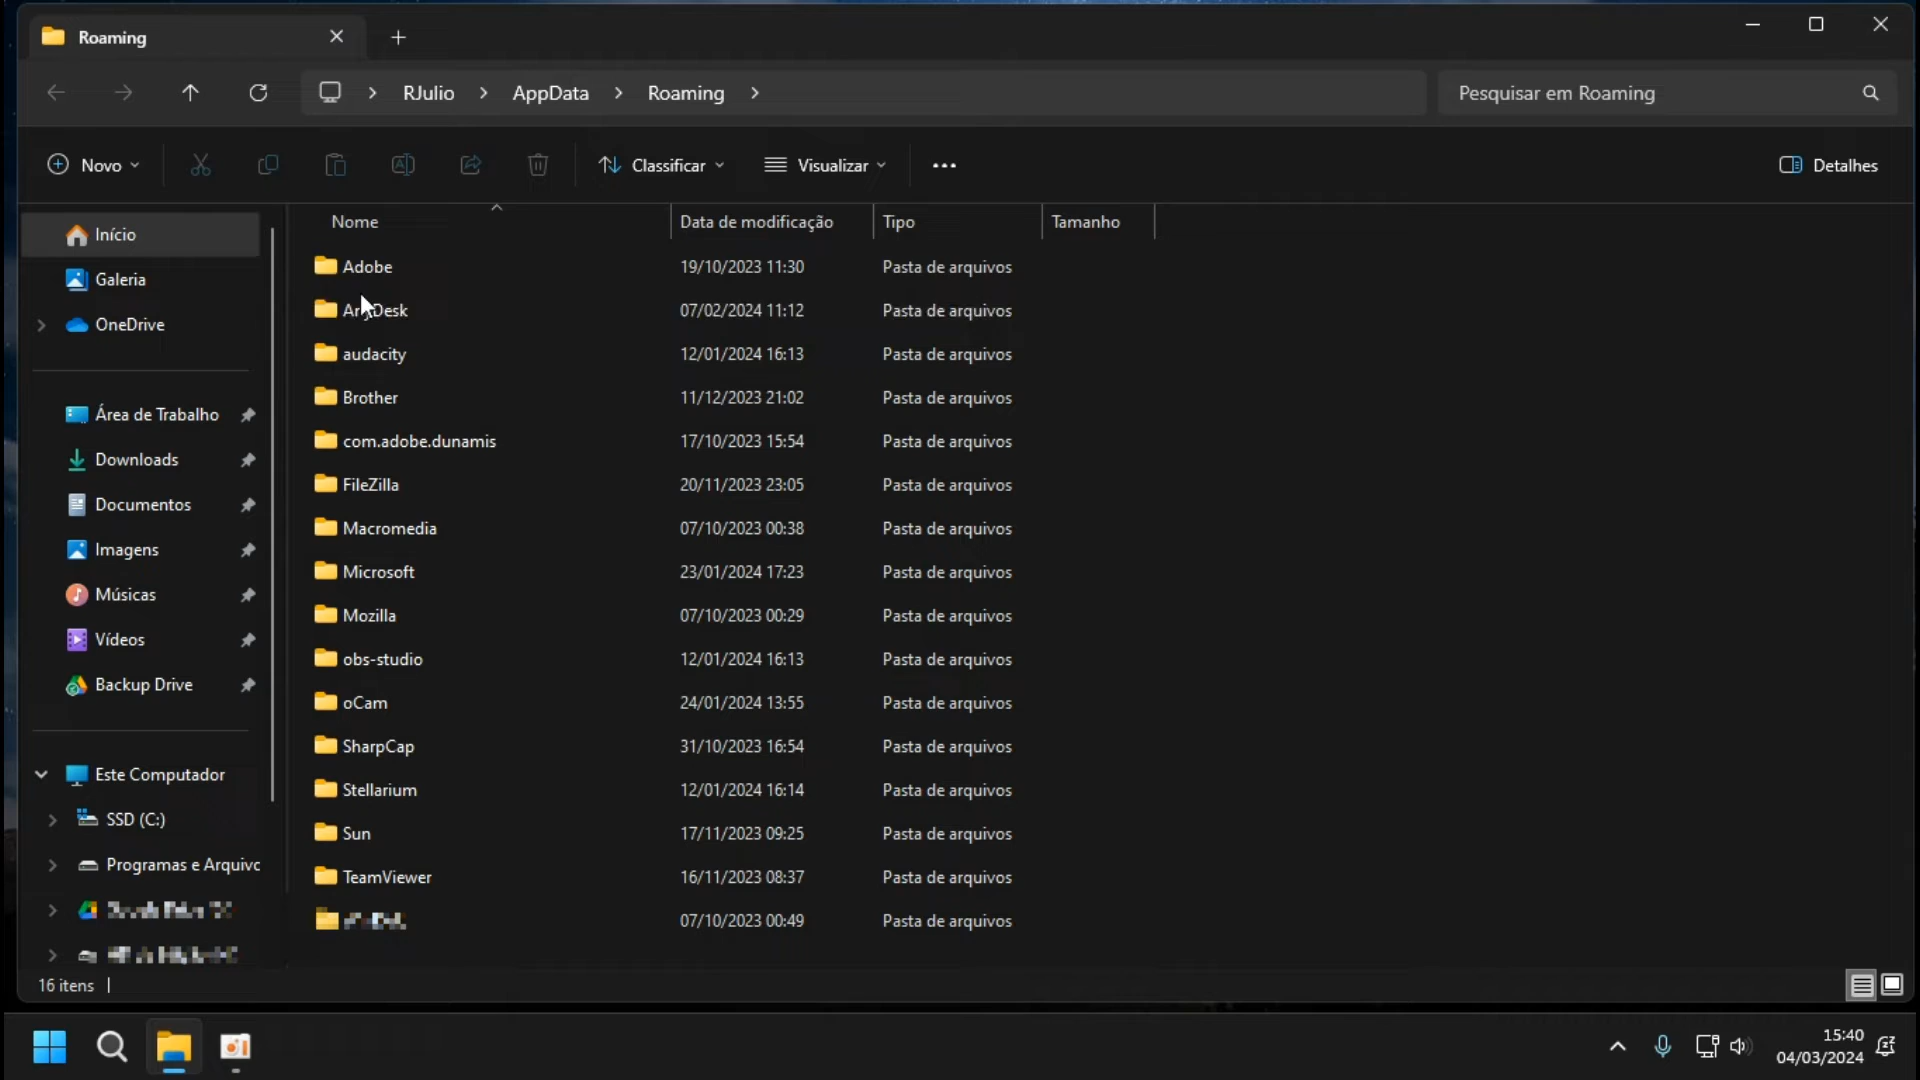 Roaming
RJulio
AppData
Roaming
Pesquisar em Roaming
Novo
Classificar
Visualizar
Detalhes
Início
Galeria
OneDrive
Área de Trabalho
Downloads
Documentos
Imagens
Músicas
Vídeos
Backup Drive
Este Computador
SSD (C:)
Programas e Arquivo
Nome Data de modificação Tipo Tamanho
Adobe 19/10/2023 11:30 Pasta de arquivos
AnyDesk 07/02/2024 11:12 Pasta de arquivos
audacity 12/01/2024 16:13 Pasta de arquivos
Brother 11/12/2023 21:02 Pasta de arquivos
com.adobe.dunamis 17/10/2023 15:54 Pasta de arquivos
FileZilla 20/11/2023 23:05 Pasta de arquivos
Macromedia 07/10/2023 00:38 Pasta de arquivos
Microsoft 23/01/2024 17:23 Pasta de arquivos
Mozilla 07/10/2023 00:29 Pasta de arquivos
obs-studio 12/01/2024 16:13 Pasta de arquivos
oCam 24/01/2024 13:55 Pasta de arquivos
SharpCap 31/10/2023 16:54 Pasta de arquivos
Stellarium 12/01/2024 16:14 Pasta de arquivos
Sun 17/11/2023 09:25 Pasta de arquivos
TeamViewer 16/11/2023 08:37 Pasta de arquivos
07/10/2023 00:49 Pasta de arquivos
16 itens
15:40
04/03/2024